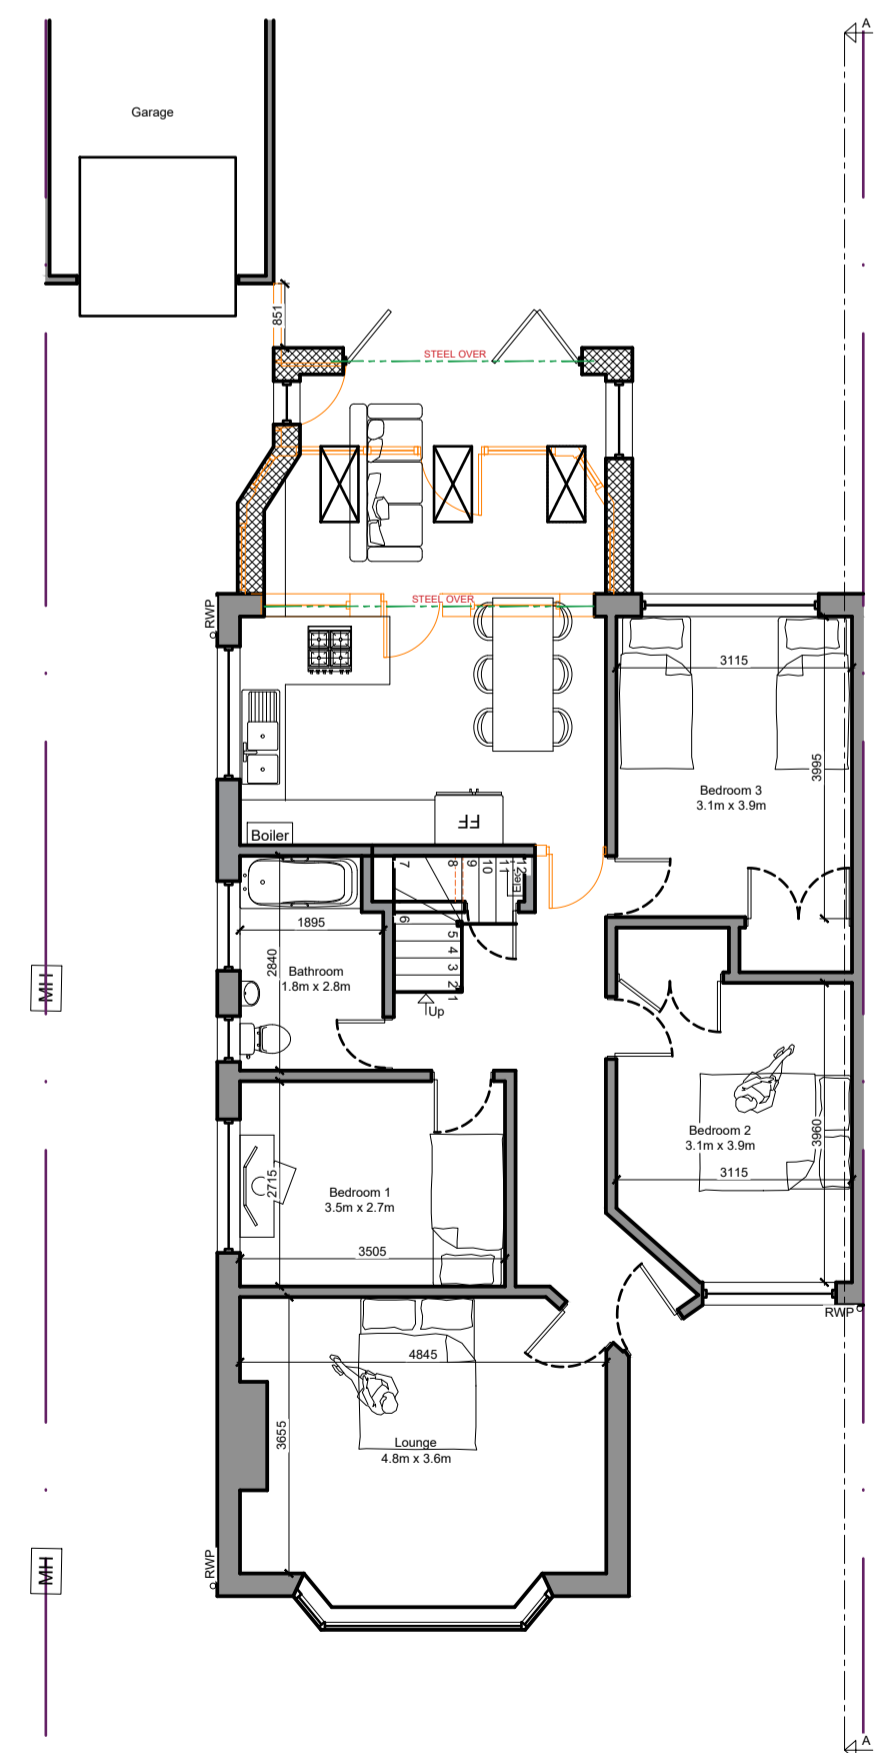 A
Garage
851
STEEL OVER
STEEL OVER
RWP
3115
3995
Bedroom 3
3.1m x 3.9m
FF
Boiler
7
8
9
10
11
12
Elec
6
5
4
3
2
1
Up
1895
2840
Bathroom
1.8m x 2.8m
MH
Bedroom 2
3.1m x 3.9m
3960
3115
2715
Bedroom 1
3.5m x 2.7m
3505
RWP
4845
3655
Lounge
4.8m x 3.6m
RWP
MH
A